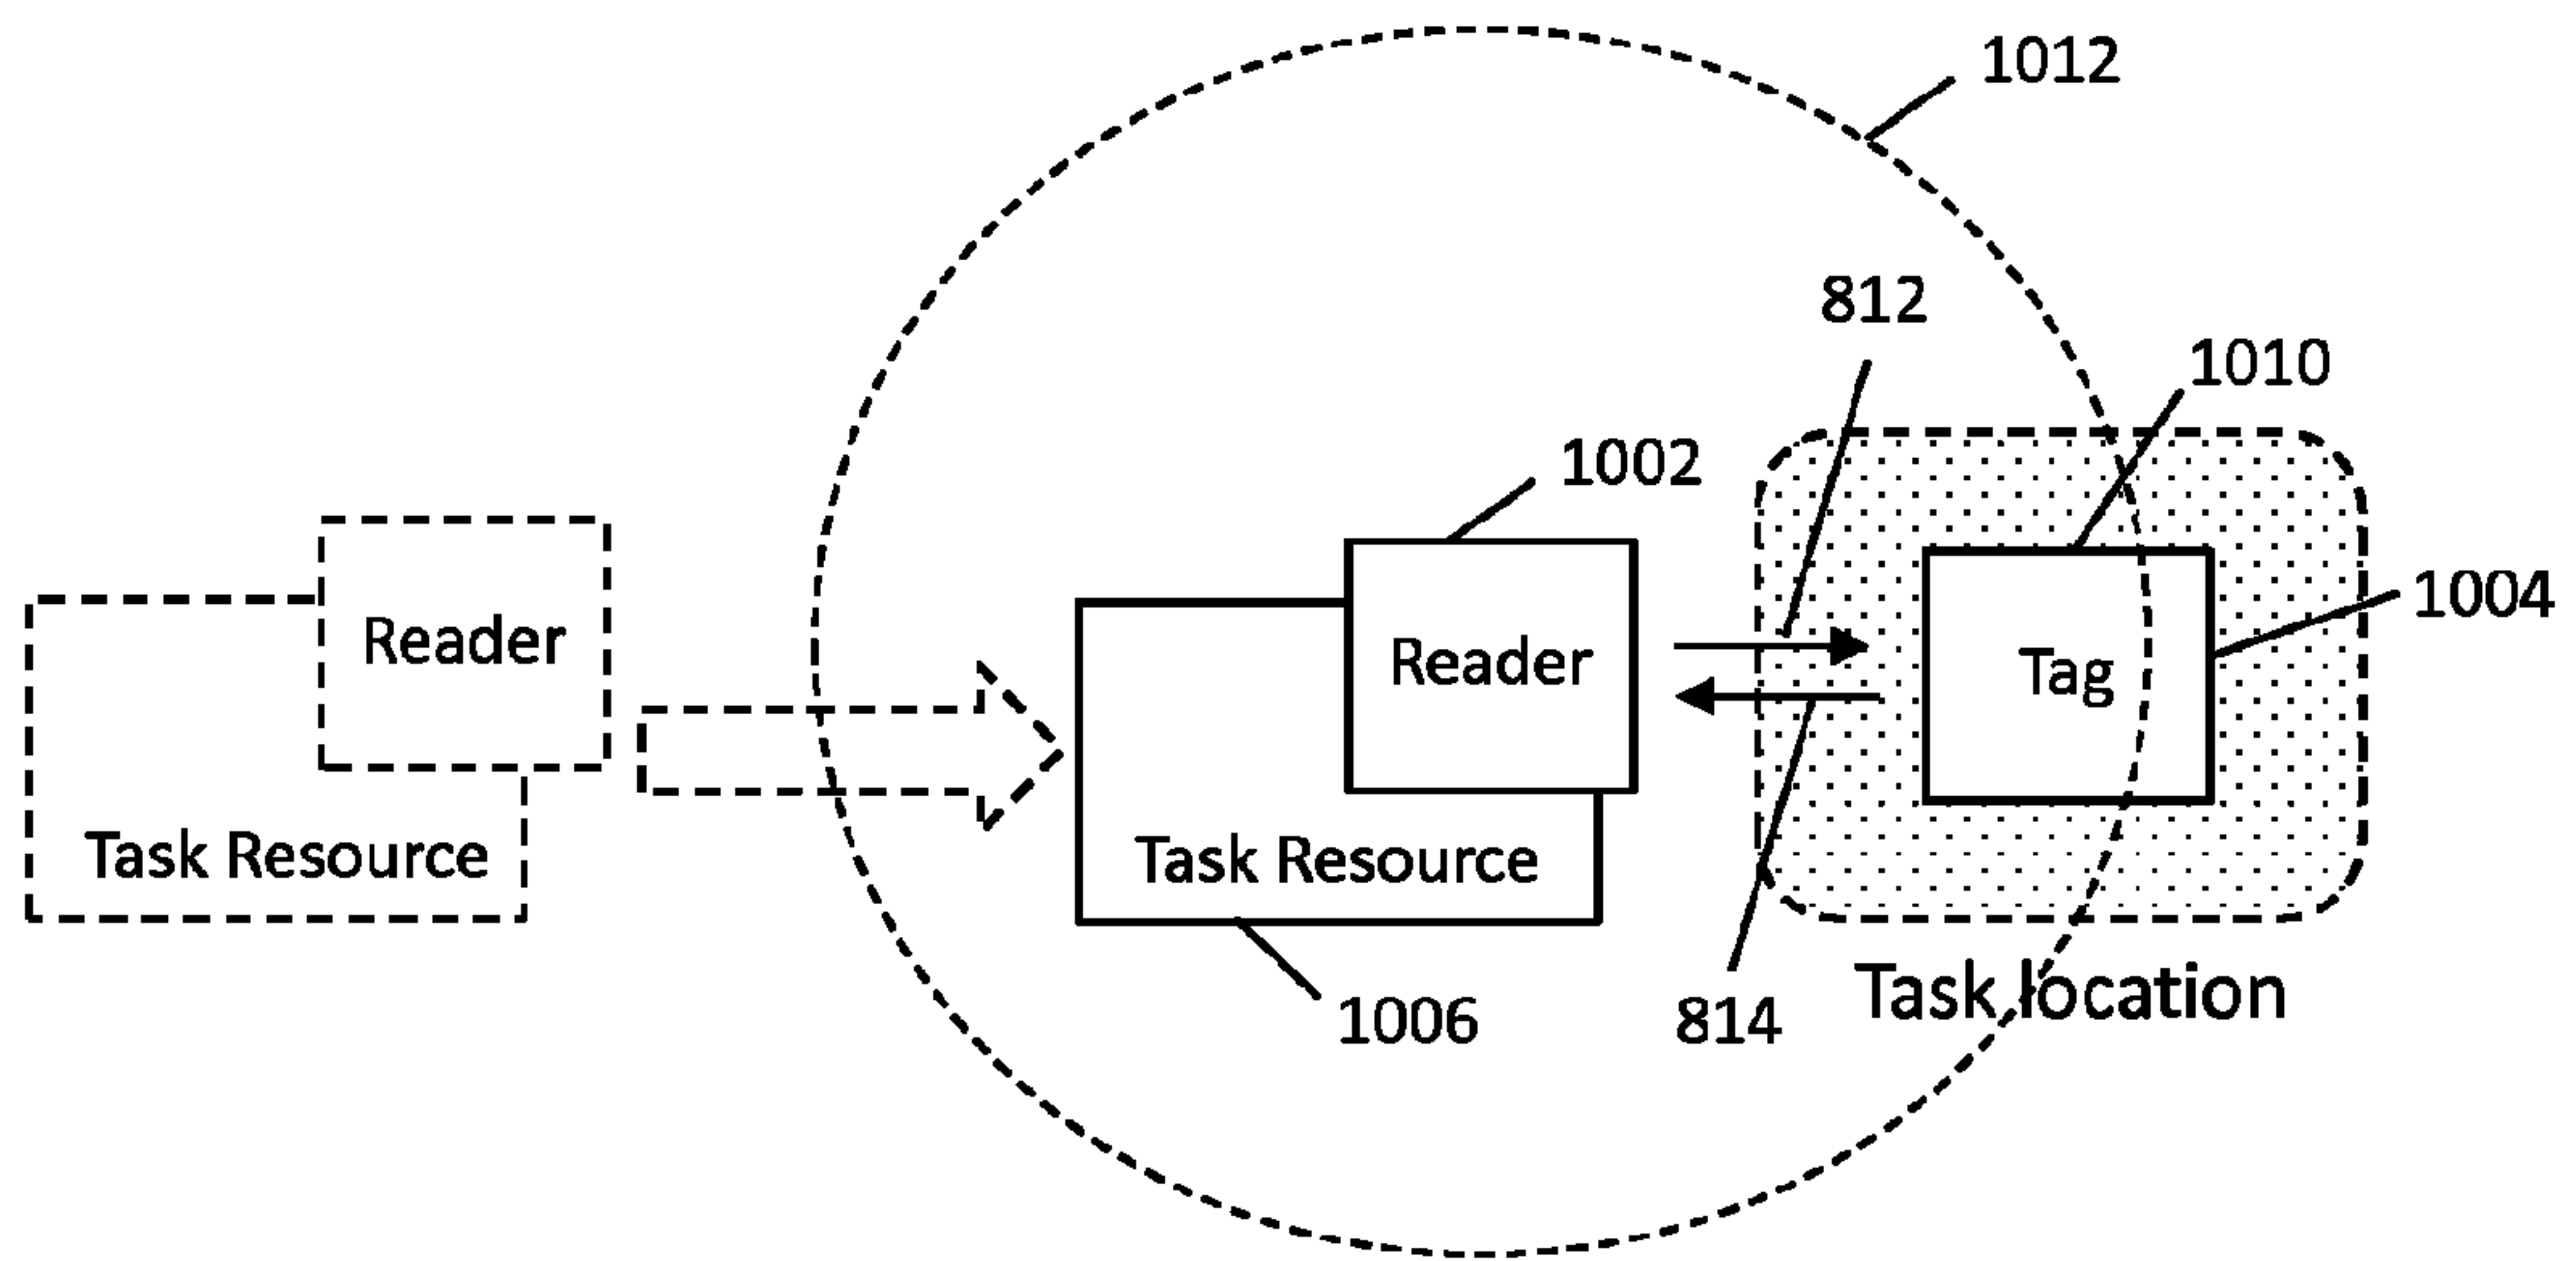 1012
812
1010
1002
Reader
1004
Reader
Tag
Task Resource
Task Resource
Task location
1006
814